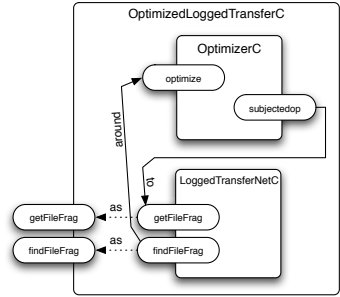 OptimizedLoggedTransferC
OptimizerC
optimize
subjectedop
around
to
LoggedTransferNetC
getFileFrag
as
getFileFrag
findFileFrag
as
findFileFrag